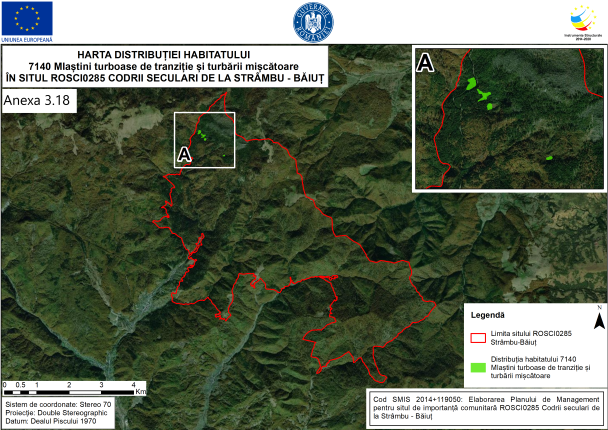 UNIUNEA EUROPEANĂ
GUVERNUL ROMÂNIEI
Instrumente Structurale
2014-2020
HARTA DISTRIBUȚIEI HABITATULUI
7140 Mlaștini turboase de tranziție și turbării mișcătoare
ÎN SITUL ROSCI0285 CODRII SECULARI DE LA STRÂMBU - BĂIUȚ
Anexa 3.18
A
A
N
Legendă
Limita sitului ROSCI0285
Strâmbu-Băiuț
Distribuția habitatului 7140
Mlaștini turboase de tranziție și
turbării mișcătoare
0 0.5 1 2 3 4
Km
Sistem de coordonate: Stereo 70
Proiecție: Double Stereographic
Datum: Dealul Piscului 1970
Cod SMIS 2014+119050: Elaborarea Planului de Management
pentru situl de importanță comunitară ROSCI0285 Codrii seculari de
la Strâmbu - Băiuț